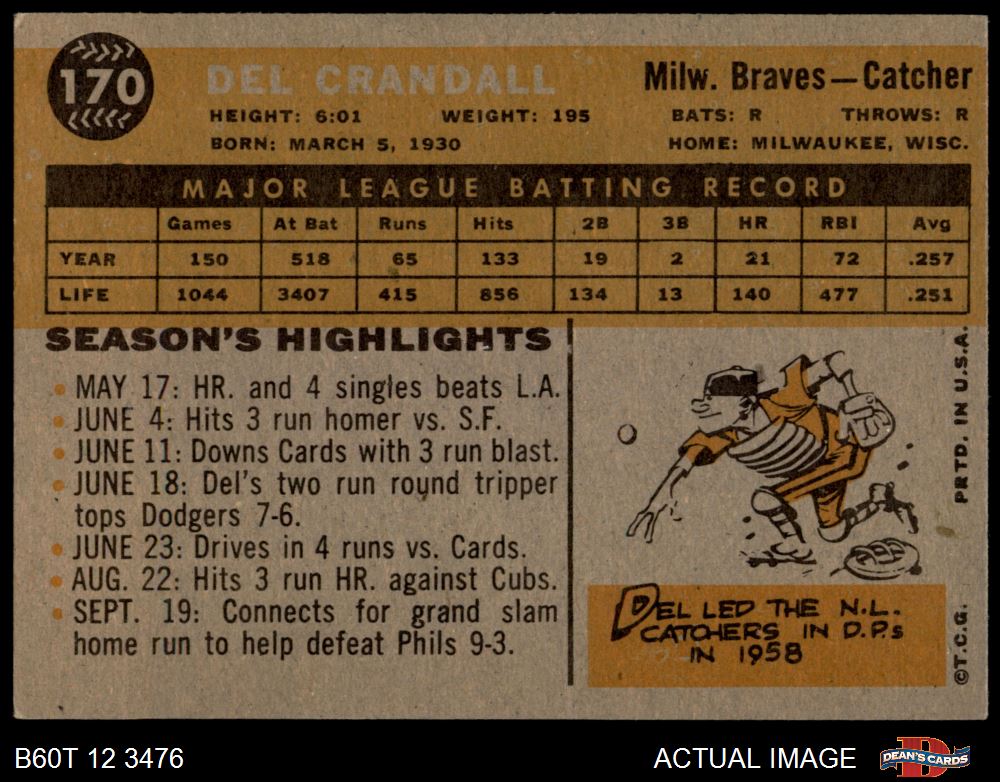 170
DEL CRANDALL
Milw. Braves—Catcher
HEIGHT: 6:01 WEIGHT: 195 BATS: R THROWS: R
BORN: MARCH 5, 1930 HOME: MILWAUKEE, WISC.
MAJOR LEAGUE BATTING RECORD
Games At Bat Runs Hits 2B 3B HR RBI Avg
YEAR 150 518 65 133 19 2 21 72 .257
LIFE 1044 3407 415 856 134 13 140 477 .251
SEASON'S HIGHLIGHTS
• MAY 17: HR. and 4 singles beats L.A.
• JUNE 4: Hits 3 run homer vs. S.F.
• JUNE 11: Downs Cards with 3 run blast.
• JUNE 18: Del's two run round tripper
tops Dodgers 7-6.
• JUNE 23: Drives in 4 runs vs. Cards.
• AUG. 22: Hits 3 run HR. against Cubs.
• SEPT. 19: Connects for grand slam
home run to help defeat Phils 9-3.
DEL LED THE N.L.
CATCHERS IN D.P.s
IN 1958
©T.C.G. PRTD. IN U.S.A.
B60T 12 3476
ACTUAL IMAGE
DEAN'S CARDS